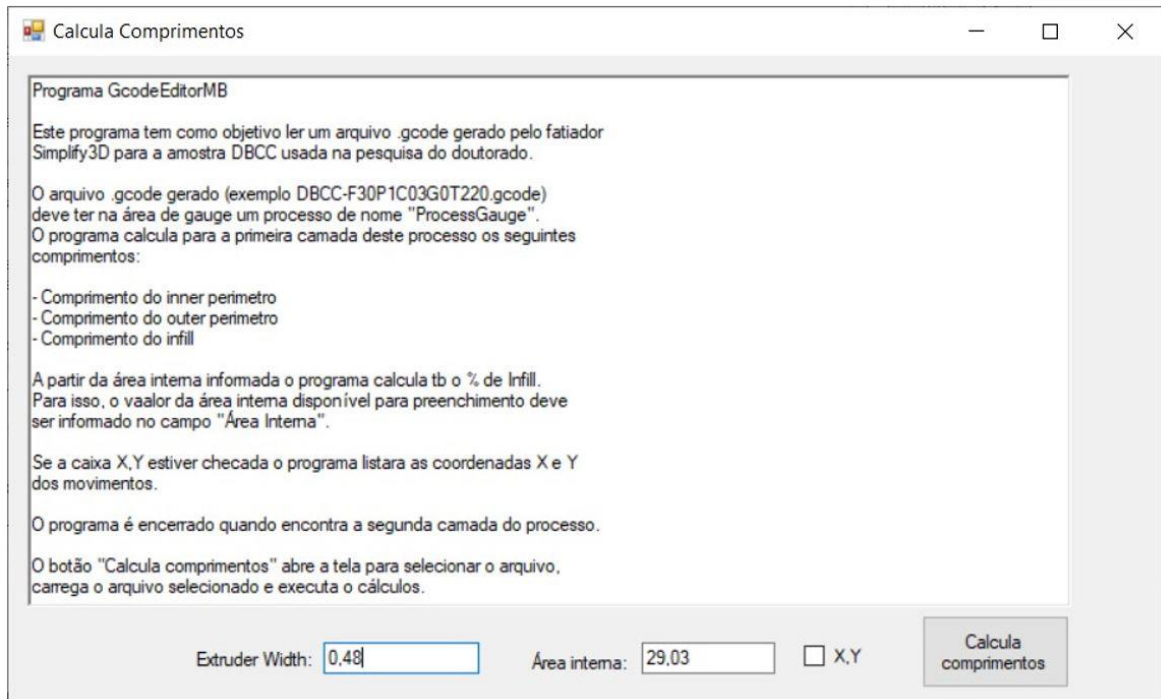 Calcula Comprimentos
Programa GcodeEditorMB
Este programa tem como objetivo ler um arquivo .gcode gerado pelo fatiador
Simplify3D para a amostra DBCC usada na pesquisa do doutorado.
O arquivo .gcode gerado (exemplo DBCC-F30P1C03G0T220.gcode)
deve ter na área de gauge um processo de nome "ProcessGauge".
O programa calcula para a primeira camada deste processo os seguintes
comprimentos:
- Comprimento do inner perimetro
- Comprimento do outer perimetro
- Comprimento do infill
A partir da área interna informada o programa calcula tb o % de Infill.
Para isso, o vaalor da área interna disponível para preenchimento deve
ser informado no campo "Área Interna".
Se a caixa X,Y estiver checada o programa listara as coordenadas X e Y
dos movimentos.
O programa é encerrado quando encontra a segunda camada do processo.
O botão "Calcula comprimentos" abre a tela para selecionar o arquivo,
carrega o arquivo selecionado e executa o cálculos.
Extruder Width: 0,48 Área interna: 29,03 X,Y Calcula
comprimentos